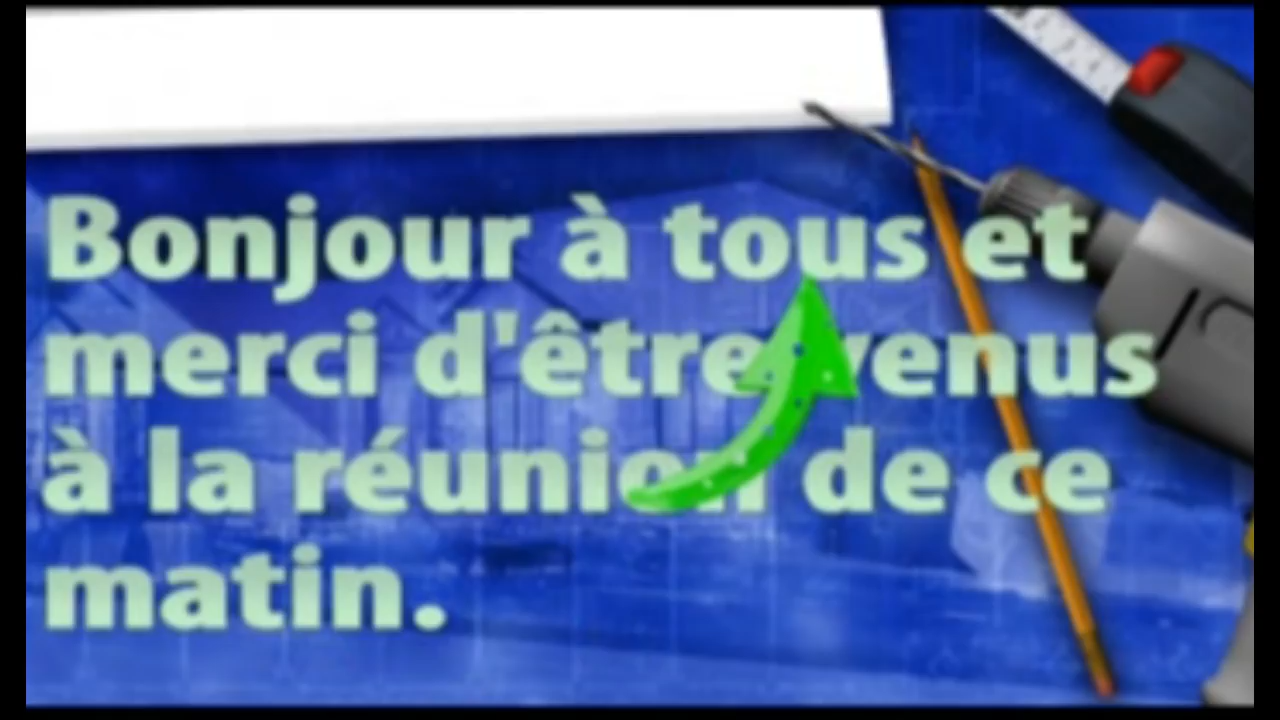 Bonjour à tous et
merci d'être venus
à la réunion de ce
matin.